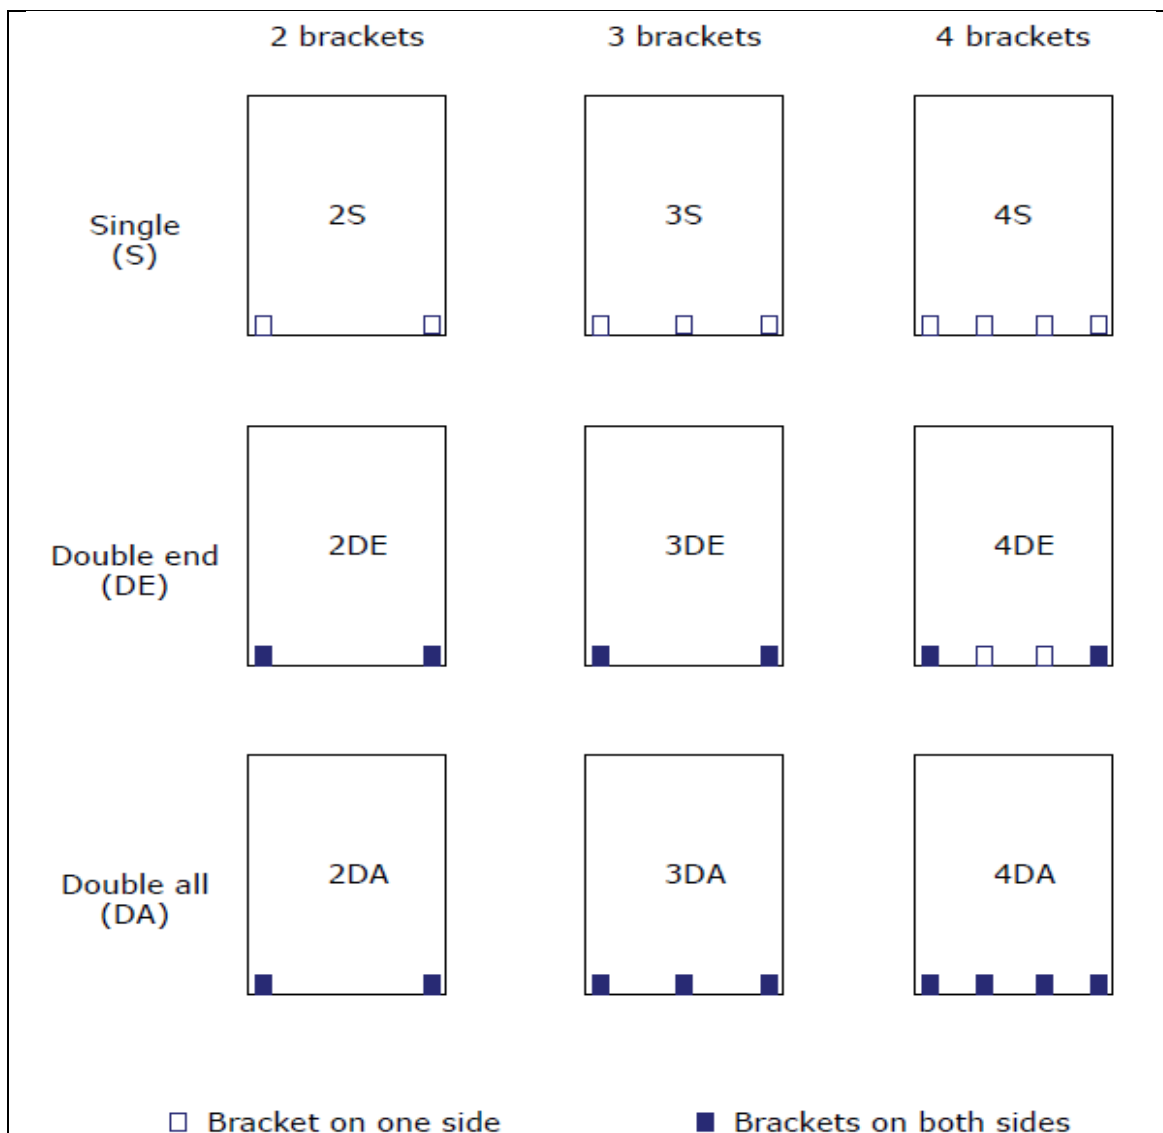 2 brackets 3 brackets 4 brackets
Single
(S)
2S 3S 4S
Double end
(DE)
2DE 3DE 4DE
Double all
(DA)
2DA 3DA 4DA
Bracket on one side Brackets on both sides